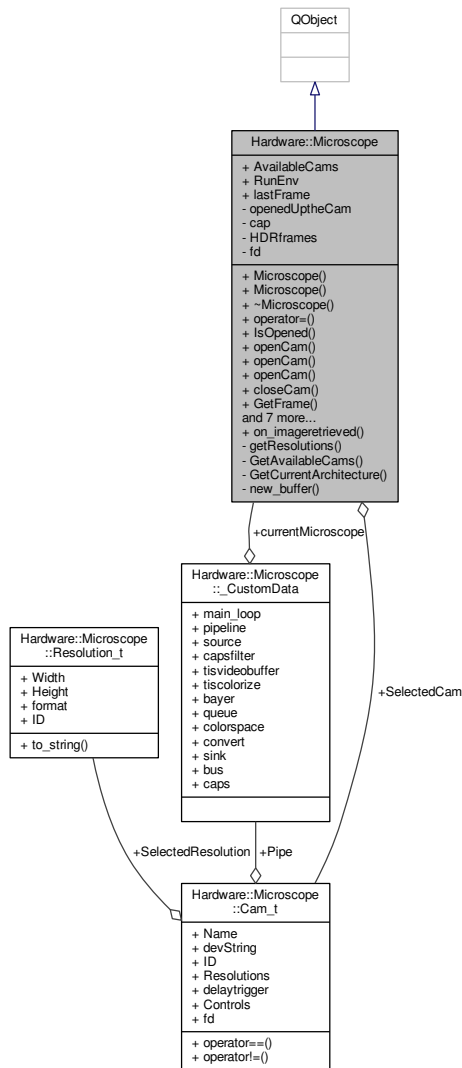 QObject
Hardware::Microscope
+ AvailableCams
+ RunEnv
+ lastFrame
- openedUptheCam
- cap
- HDRframes
- fd
+ Microscope()
+ Microscope()
+ ~Microscope()
+ operator=()
+ IsOpened()
+ openCam()
+ openCam()
+ openCam()
+ closeCam()
+ GetFrame()
and 7 more...
+ on_imageretrieved()
- getResolutions()
- GetAvailableCams()
- GetCurrentArchitecture()
- new_buffer()
+currentMicroscope
Hardware::Microscope
::_CustomData
+ main_loop
+ pipeline
+ source
+ capsfilter
+ tisvideobuffer
+ tiscolorize
+ bayer
+ queue
+ colorspace
+ convert
+ sink
+ bus
+ caps
Hardware::Microscope
::Resolution_t
+ Width
+ Height
+ format
+ ID
+ to_string()
+SelectedCam
+SelectedResolution
+Pipe
Hardware::Microscope
::Cam_t
+ Name
+ devString
+ ID
+ Resolutions
+ delaytrigger
+ Controls
+ fd
+ operator==()
+ operator!=()